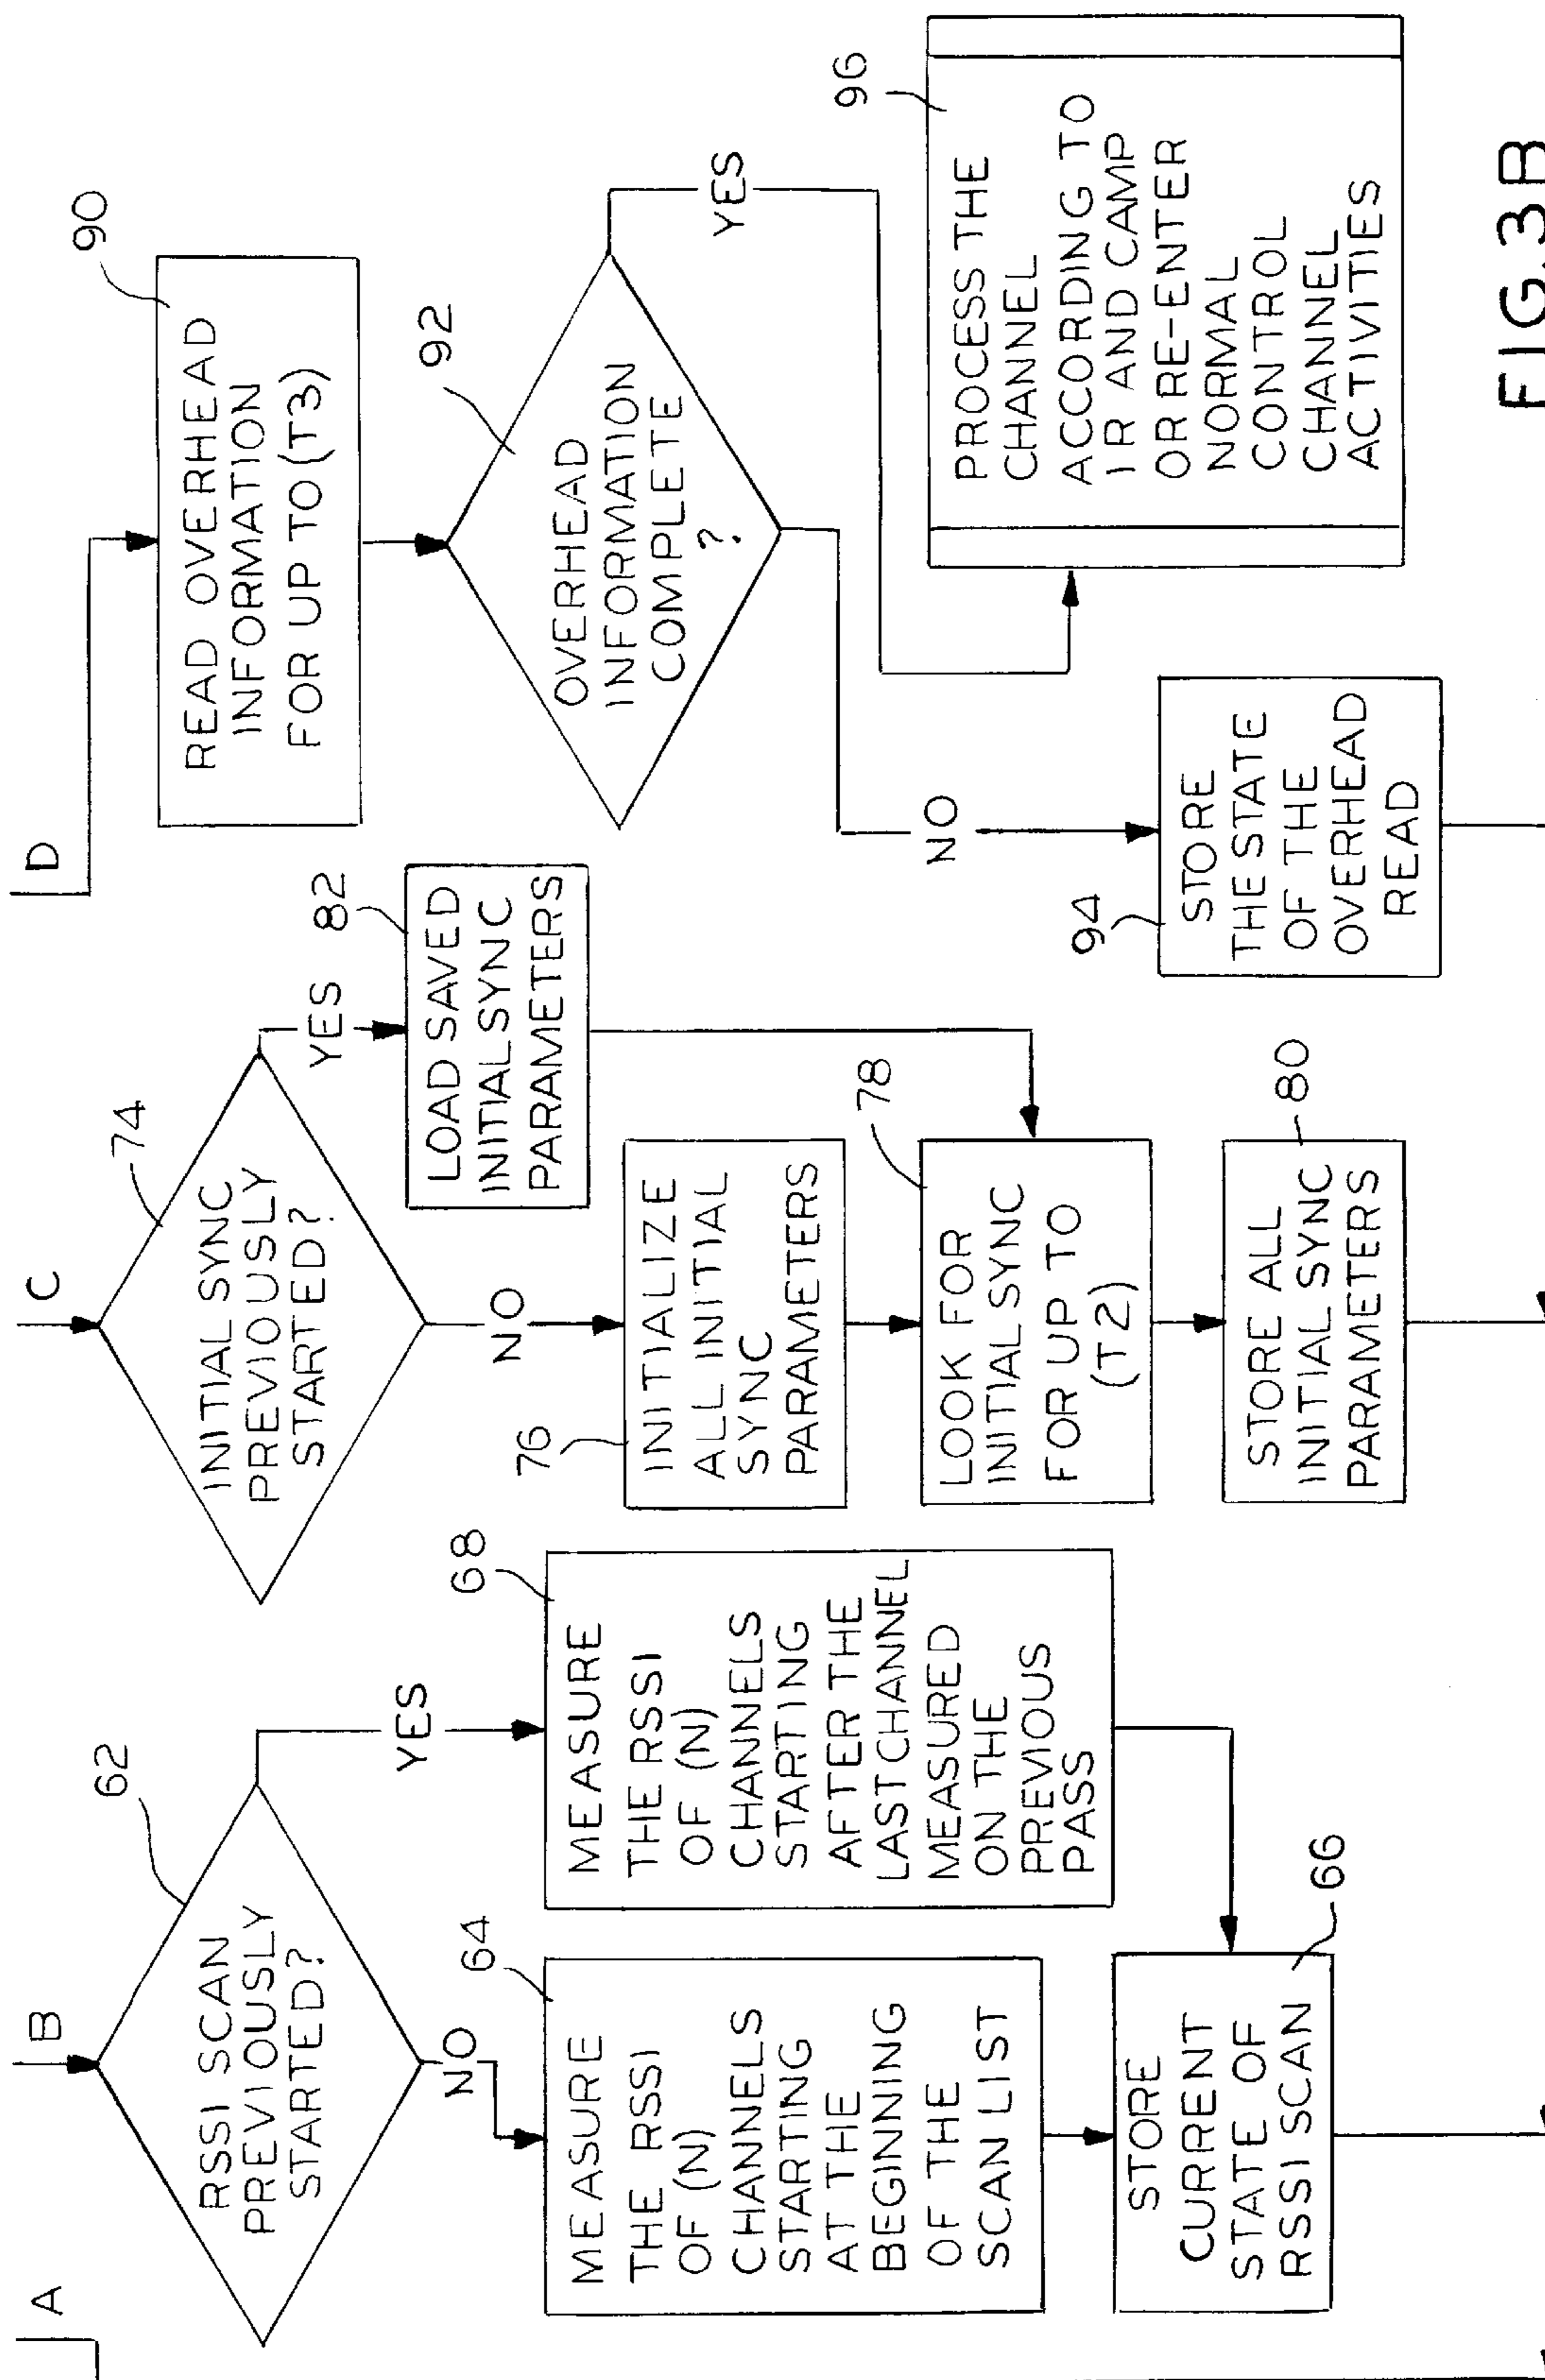 A
B
RSSI SCAN
PREVIOUSLY
STARTED?
62
NO
YES
64
MEASURE
THE RSSI
OF (N)
CHANNELS
STARTING
AT THE
BEGINNING
OF THE
SCAN LIST
68
MEASURE
THE RSSI
OF (N)
CHANNELS
STARTING
AFTER THE
LAST CHANNEL
MEASURED
ON THE
PREVIOUS
PASS
STORE
CURRENT
STATE OF
RSSI SCAN
66
C
INITIAL SYNC
PREVIOUSLY
STARTED?
74
NO
YES
76
INITIALIZE
ALL INITIAL
SYNC
PARAMETERS
82
LOAD SAVED
INITIAL SYNC
PARAMETERS
78
LOOK FOR
INITIAL SYNC
FOR UP TO
(T2)
STORE ALL
INITIAL SYNC
PARAMETERS
80
D
READ OVERHEAD
INFORMATION
FOR UP TO (T3)
90
OVERHEAD
INFORMATION
COMPLETE
?
92
NO
YES
94
STORE
THE STATE
OF THE
OVERHEAD
READ
96
PROCESS THE
CHANNEL
ACCORDING TO
IR AND CAMP
OR RE-ENTER
NORMAL
CONTROL
CHANNEL
ACTIVITIES
FIG.3B